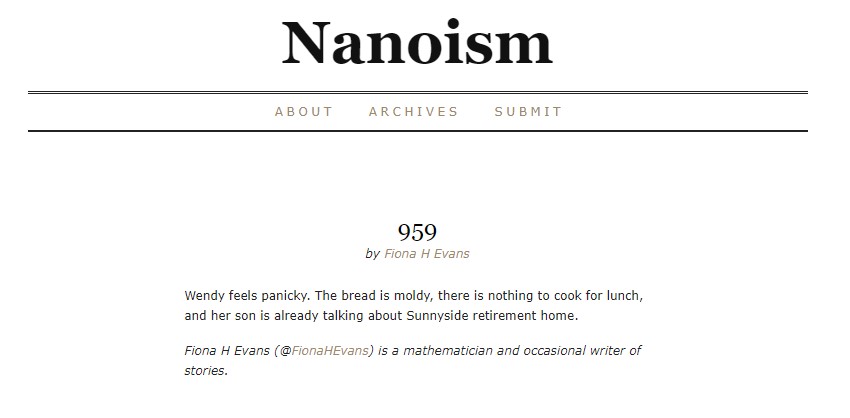 Nanoism
ABOUT ARCHIVES SUBMIT
959
by Fiona H Evans
Wendy feels panicky. The bread is moldy, there is nothing to cook for lunch,
and her son is already talking about Sunnyside retirement home.
Fiona H Evans (@FionaHEvans) is a mathematician and occasional writer of
stories.